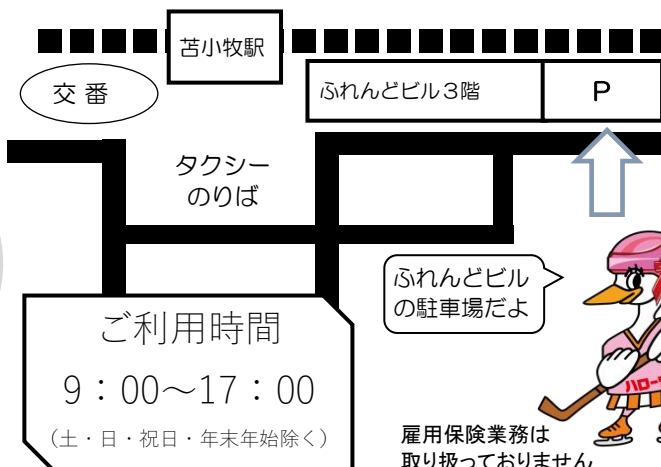 苫小牧駅
交番
ふれんどビル3階
P
タクシー
のりば
ふれんどビル
の駐車場だよ
ご利用時間
9：00～17：00
(土・日・祝日・年末年始除く)
ハロー
雇用保険業務は
取り扱っておりません